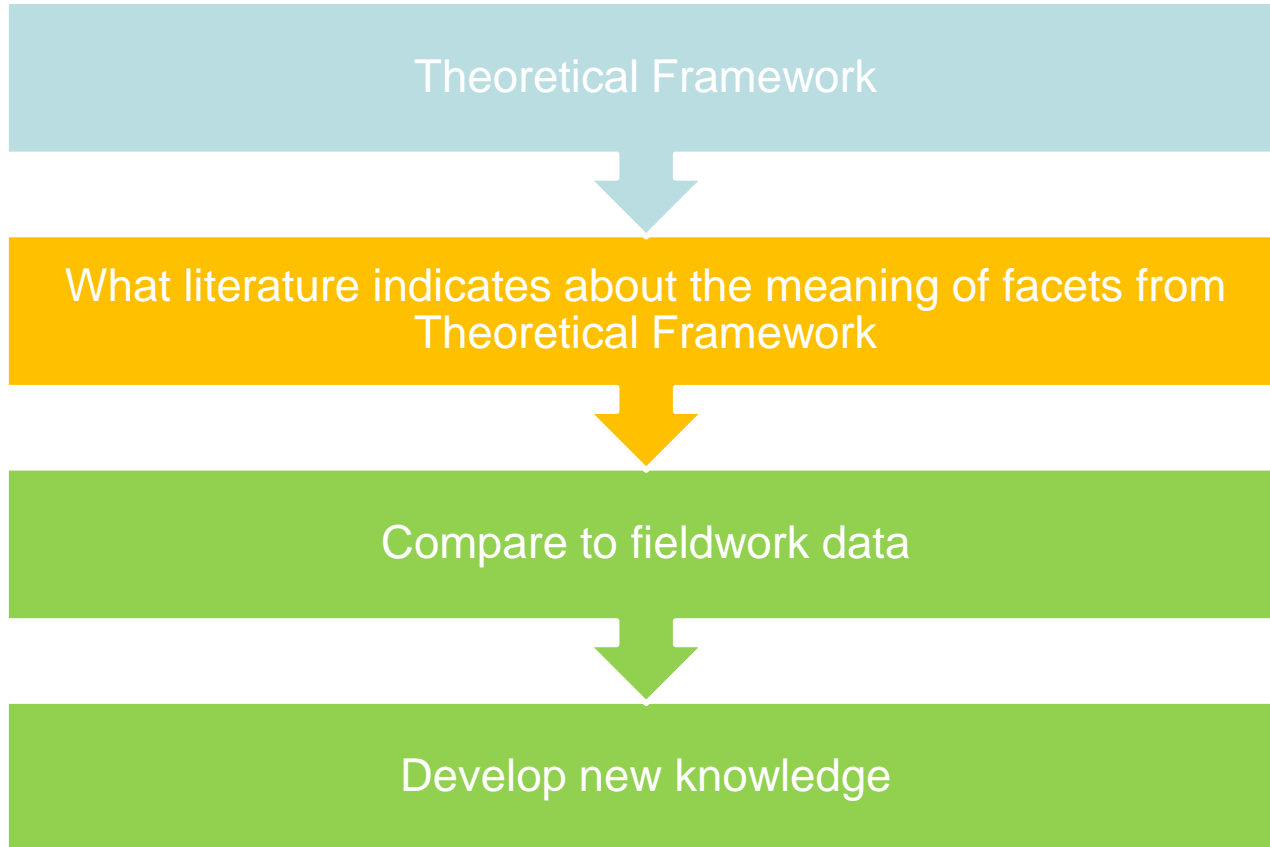 Theoretical Framework
What literature indicates about the meaning of facets from
Theoretical Framework
Compare to fieldwork data
Develop new knowledge